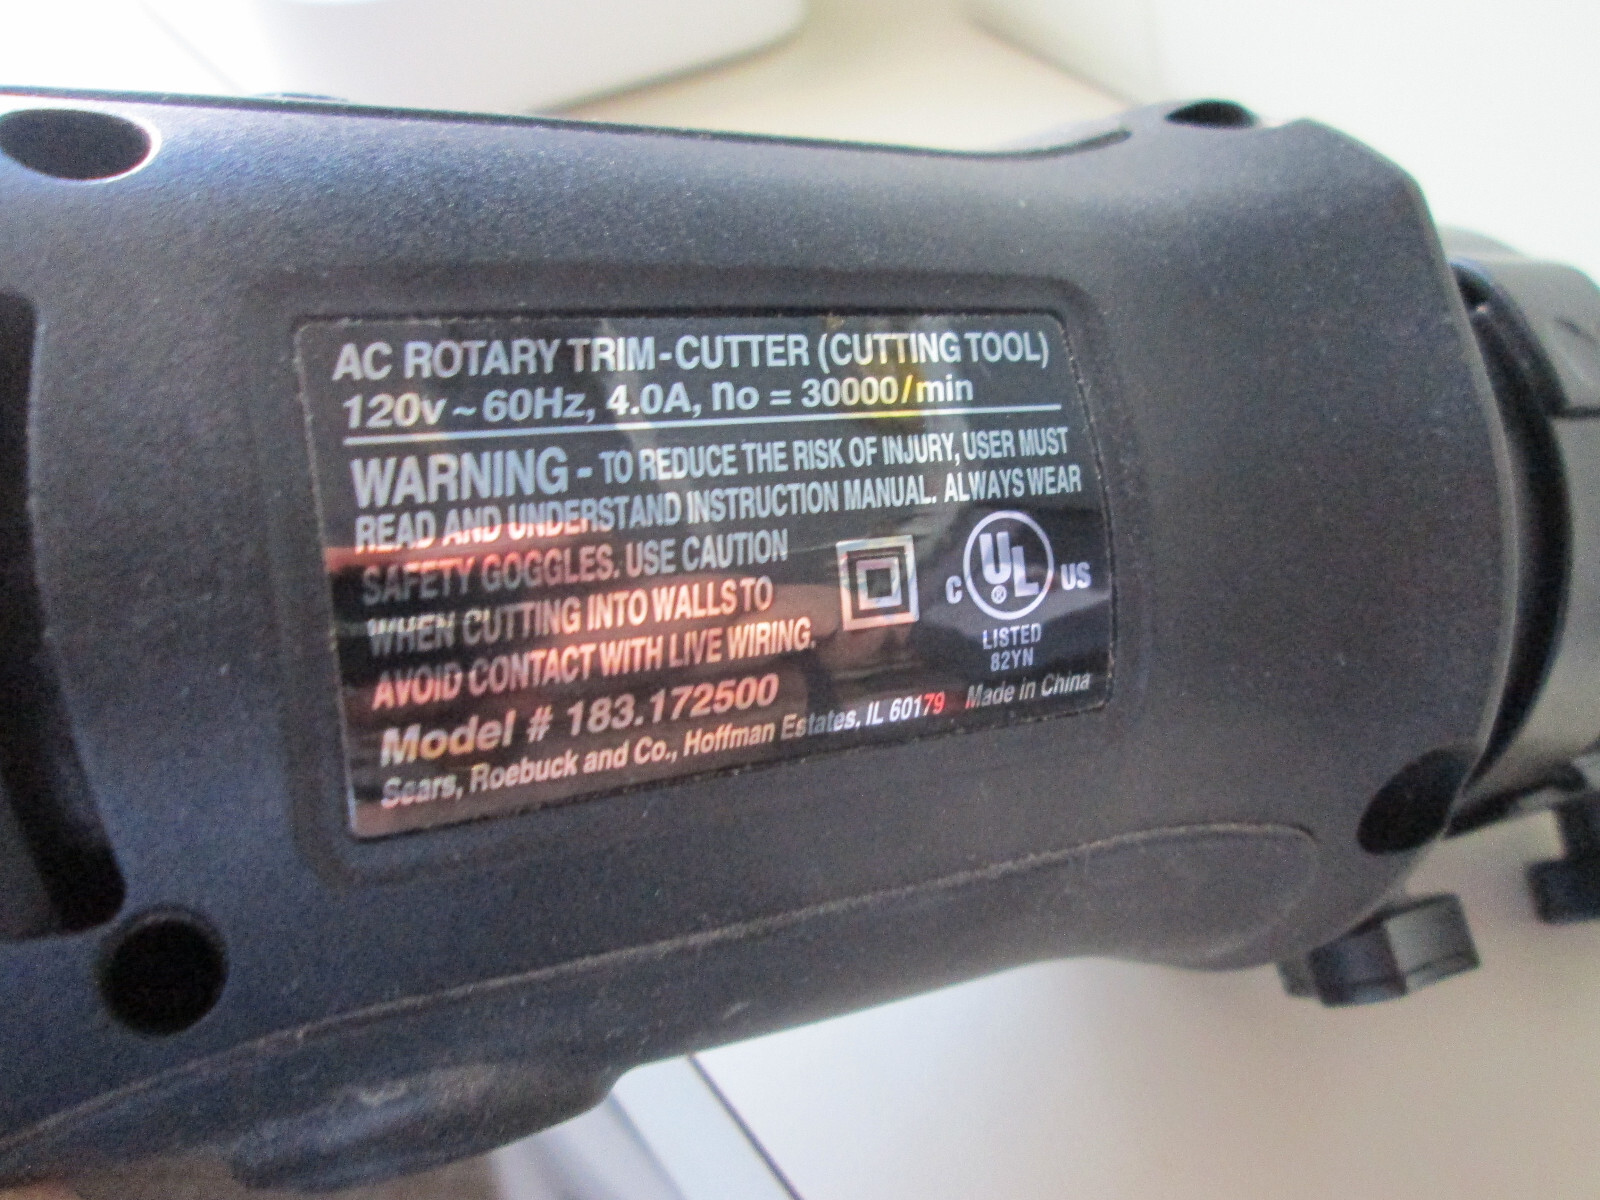 AC ROTARY TRIM-CUTTER (CUTTING TOOL)
120v ~ 60Hz, 4.0A, no = 30000/min
WARNING - TO REDUCE THE RISK OF INJURY, USER MUST
READ AND UNDERSTAND INSTRUCTION MANUAL. ALWAYS WEAR
SAFETY GOGGLES. USE CAUTION
WHEN CUTTING INTO WALLS TO
AVOID CONTACT WITH LIVE WIRING.
C UL ® US
LISTED
82YN
Model # 183.172500
Sears, Roebuck and Co., Hoffman Estates, IL 60179 Made in China